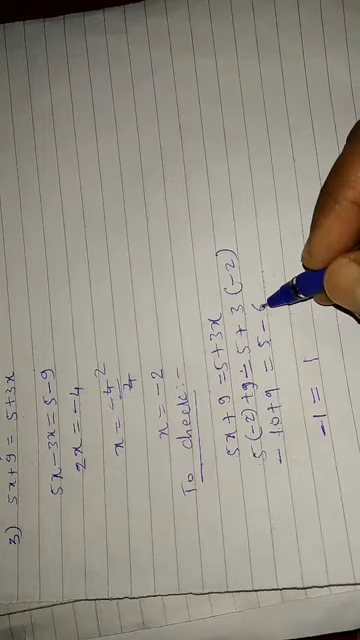 3) 5x+9 = 5+3x
5x-3x=5-9
2x=-4
x=-4 2
2
x=-2
To check:-
5x+9=5+3x
5(-2)+9=5+3(-2)
-10+9 = 5-6
-1= 1